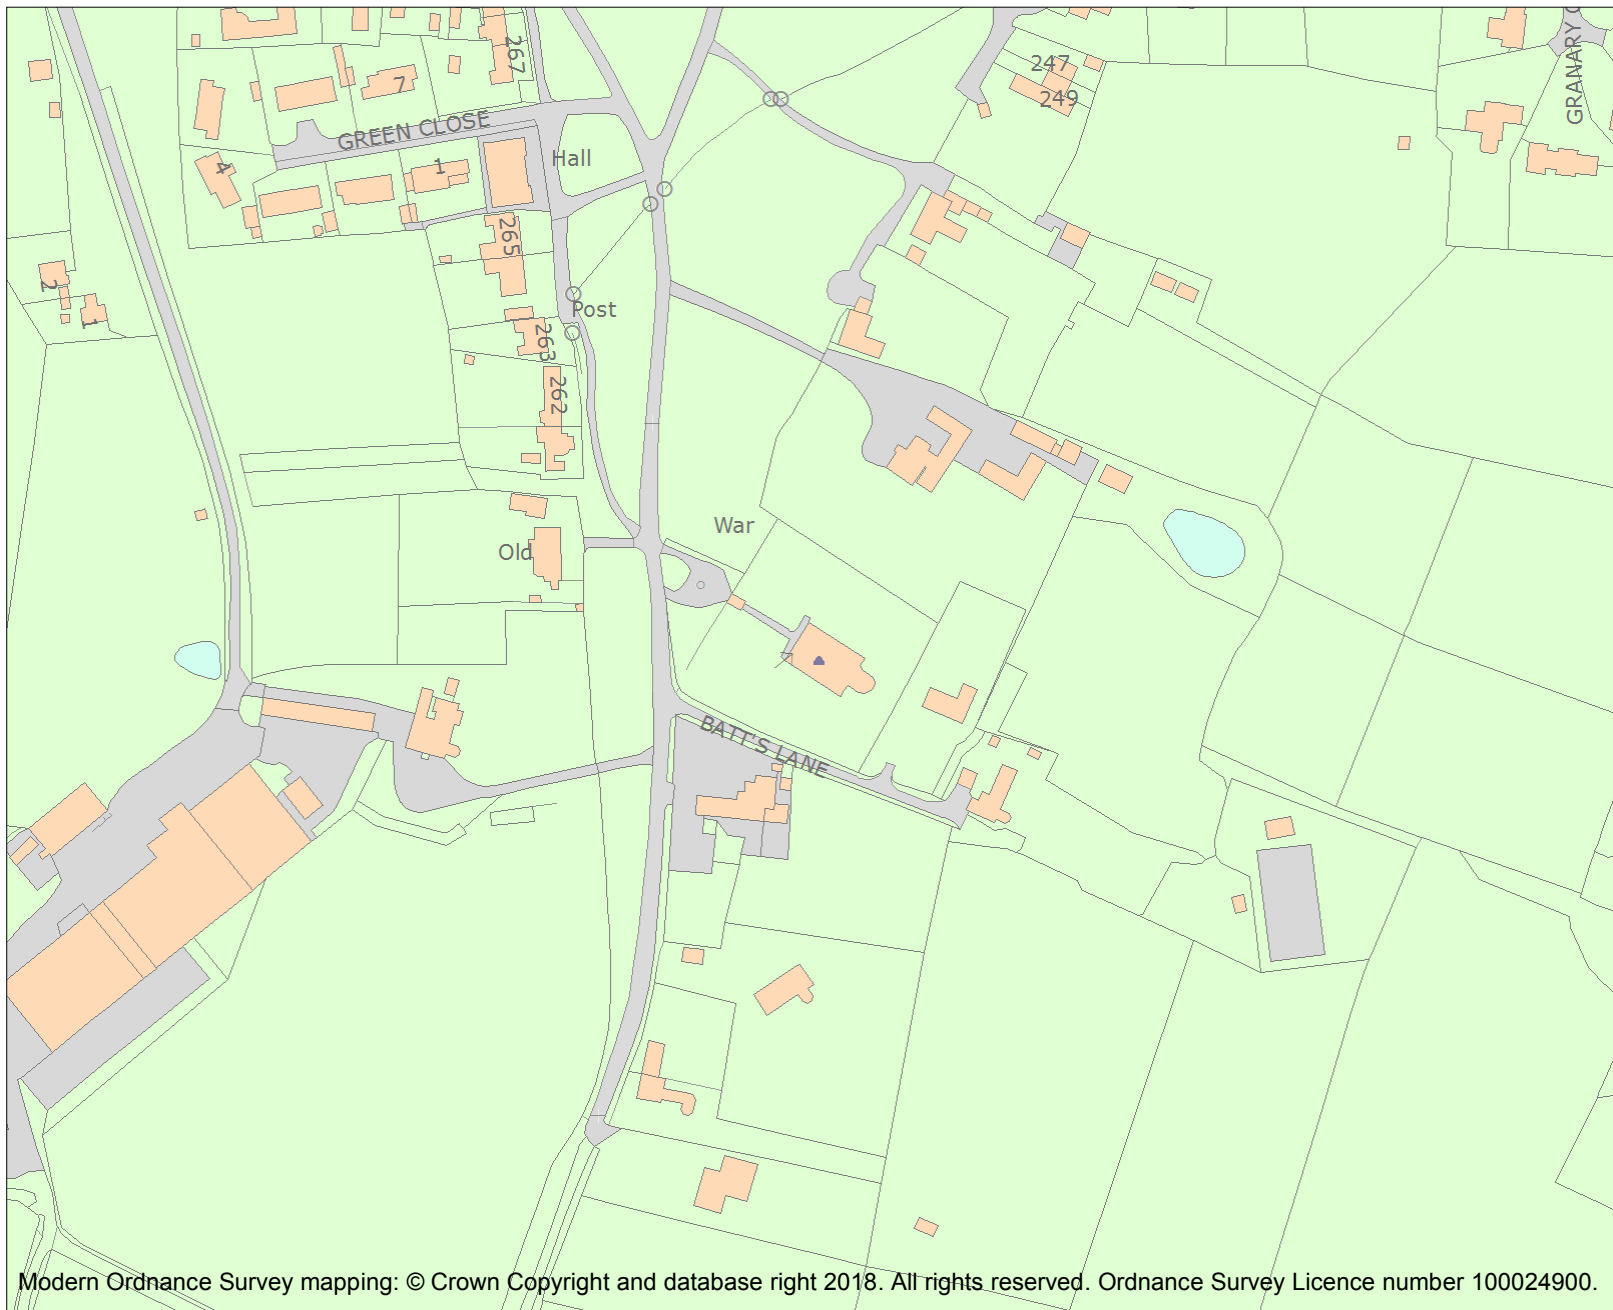 267
247
7
249
GRANARY
GREEN CLOSE
Hall
4
1
265
2
1
Post
263
262
War
Old
BATT'S LANE
Modern Ordnance Survey mapping: © Crown Copyright and database right 2018. All rights reserved. Ordnance Survey Licence number 100024900.